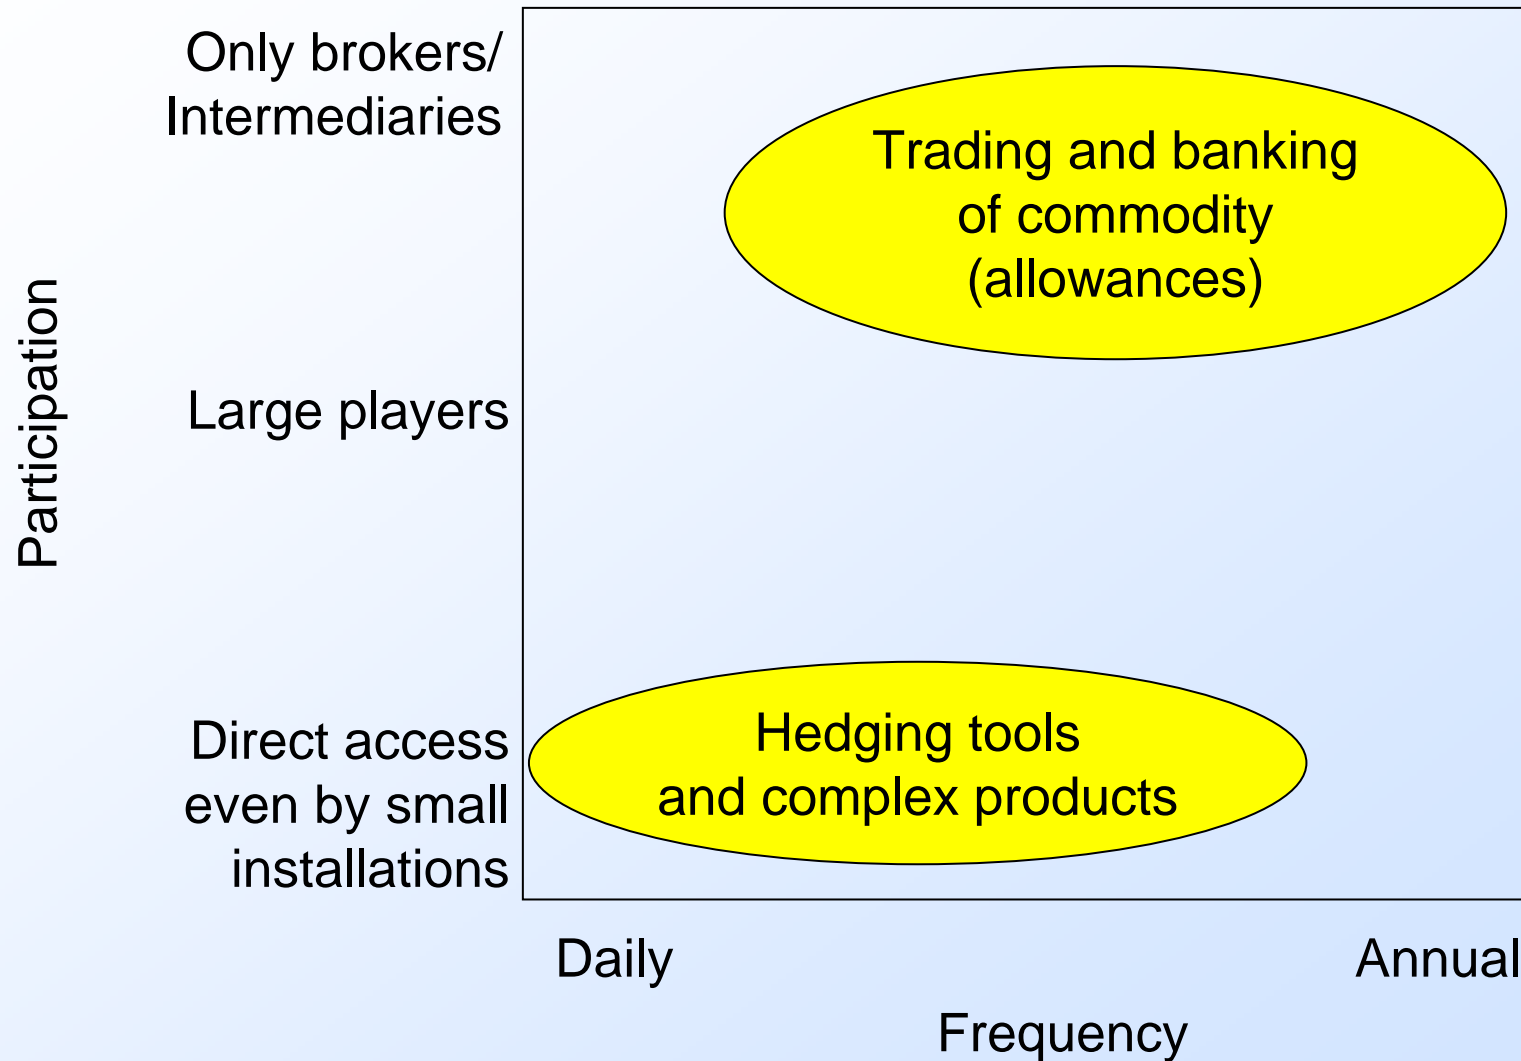 Only brokers/
Intermediaries
Trading and banking
of commodity
(allowances)
Participation
Large players
Direct access
even by small
installations
Hedging tools
and complex products
Daily
Annual
Frequency